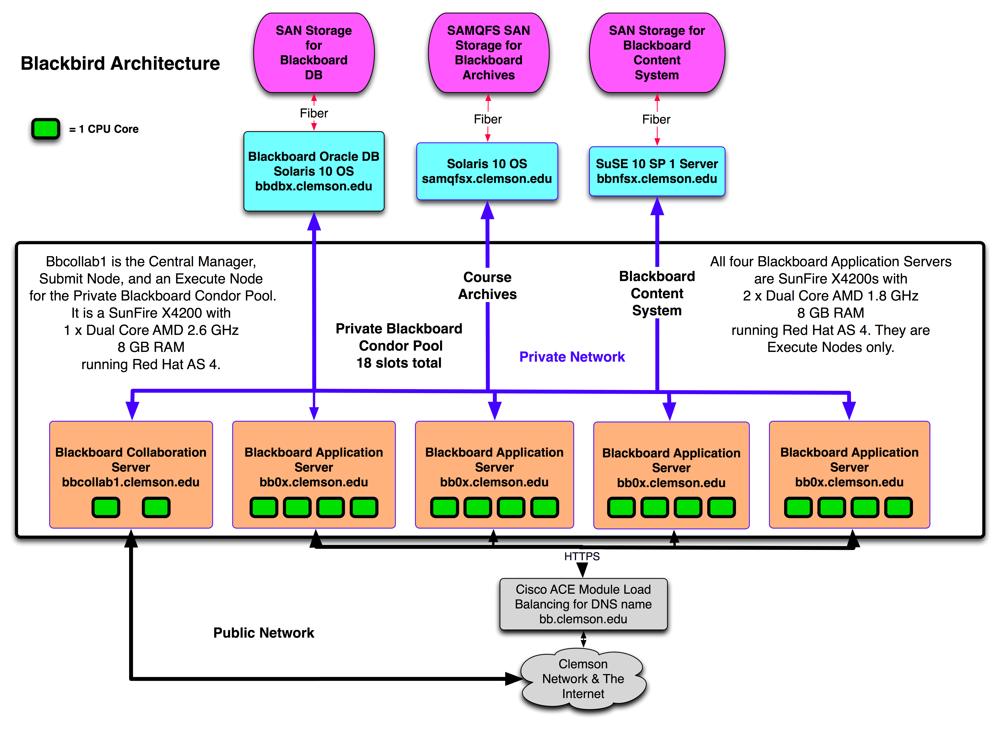 Blackbird Architecture
= 1 CPU Core
SAN Storage
for
Blackboard
DB
SAMQFS SAN
Storage for
Blackboard
Archives
SAN Storage for
Blackboard
Content
System
Fiber
Fiber
Fiber
Blackboard Oracle DB
Solaris 10 OS
bbdbx.clemson.edu
Solaris 10 OS
samqfsx.clemson.edu
SuSE 10 SP 1 Server
bbnfsx.clemson.edu
Bbcollab1 is the Central Manager,
Submit Node, and an Execute Node
for the Private Blackboard Condor Pool.
It is a SunFire X4200 with
1 x Dual Core AMD 2.6 GHz
8 GB RAM
running Red Hat AS 4.
Private Blackboard
Condor Pool
18 slots total
Course
Archives
Private Network
Blackboard
Content
System
All four Blackboard Application Servers
are SunFire X4200s with
2 x Dual Core AMD 1.8 GHz
8 GB RAM
running Red Hat AS 4. They are
Execute Nodes only.
Blackboard Collaboration
Server
bbcollab1.clemson.edu
Blackboard Application
Server
bb0x.clemson.edu
Blackboard Application
Server
bb0x.clemson.edu
Blackboard Application
Server
bb0x.clemson.edu
Blackboard Application
Server
bb0x.clemson.edu
HTTPS
Cisco ACE Module Load
Balancing for DNS name
bb.clemson.edu
Public Network
Clemson
Network & The
Internet